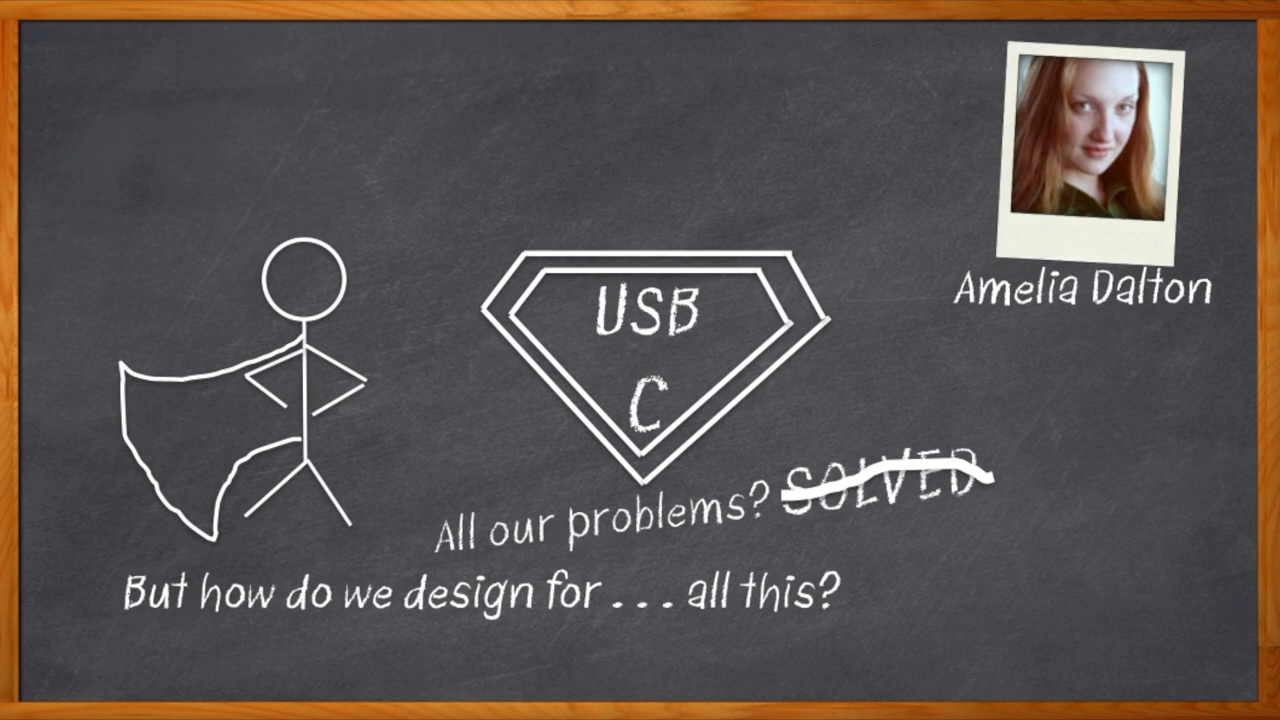 Amelia Dalton
USB
C
All our problems? SOLVED
But how do we design for . . . all this?